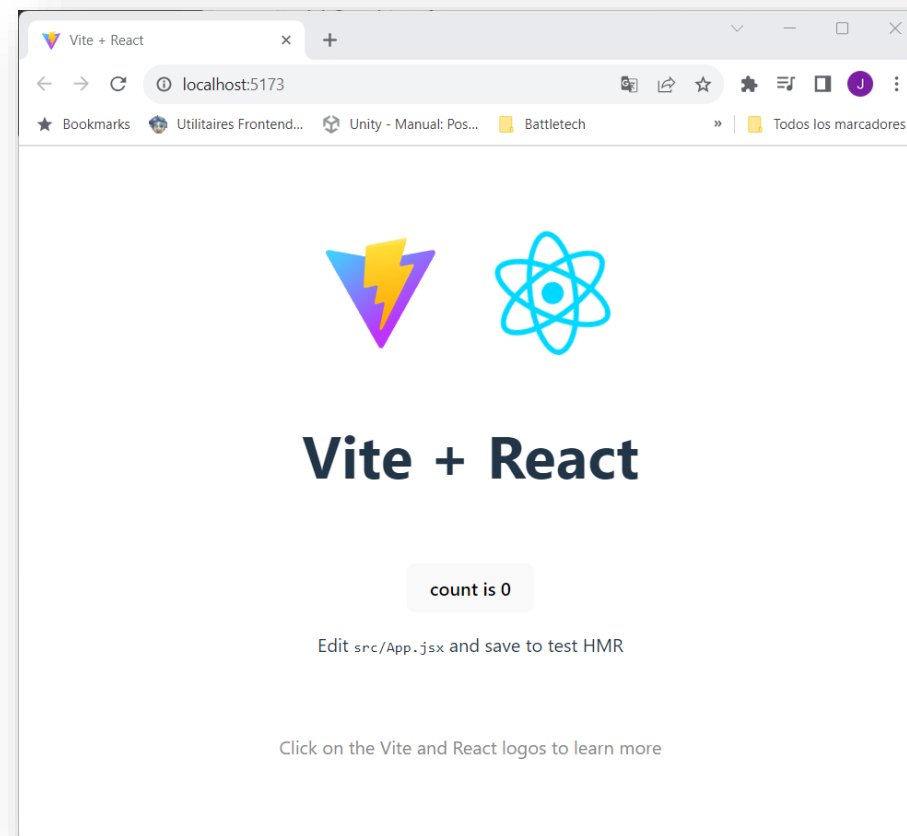 Vite + React
localhost:5173
Bookmarks Utilitaires Frontend... Unity - Manual: Pos... Battletech » Todos los marcadores
J
Vite + React
count is 0
Edit src/App.jsx and save to test HMR
Click on the Vite and React logos to learn more